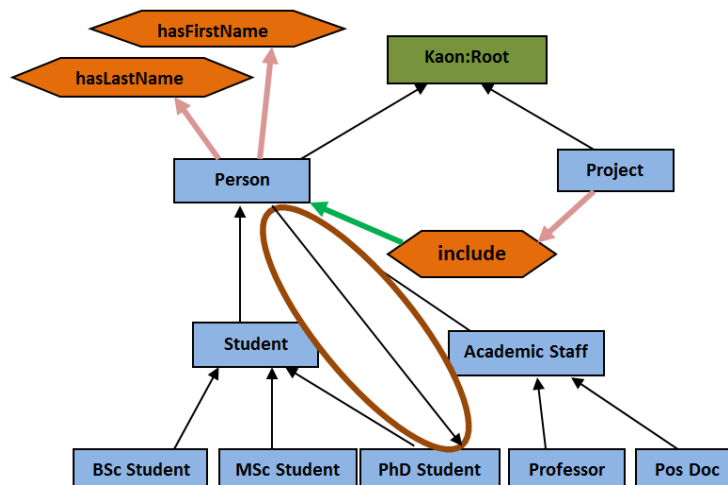 hasFirstName
Kaon:Root
hasLastName
Person
Project
include
Student
Academic Staff
BSc Student
MSc Student
PhD Student
Professor
Pos Doc